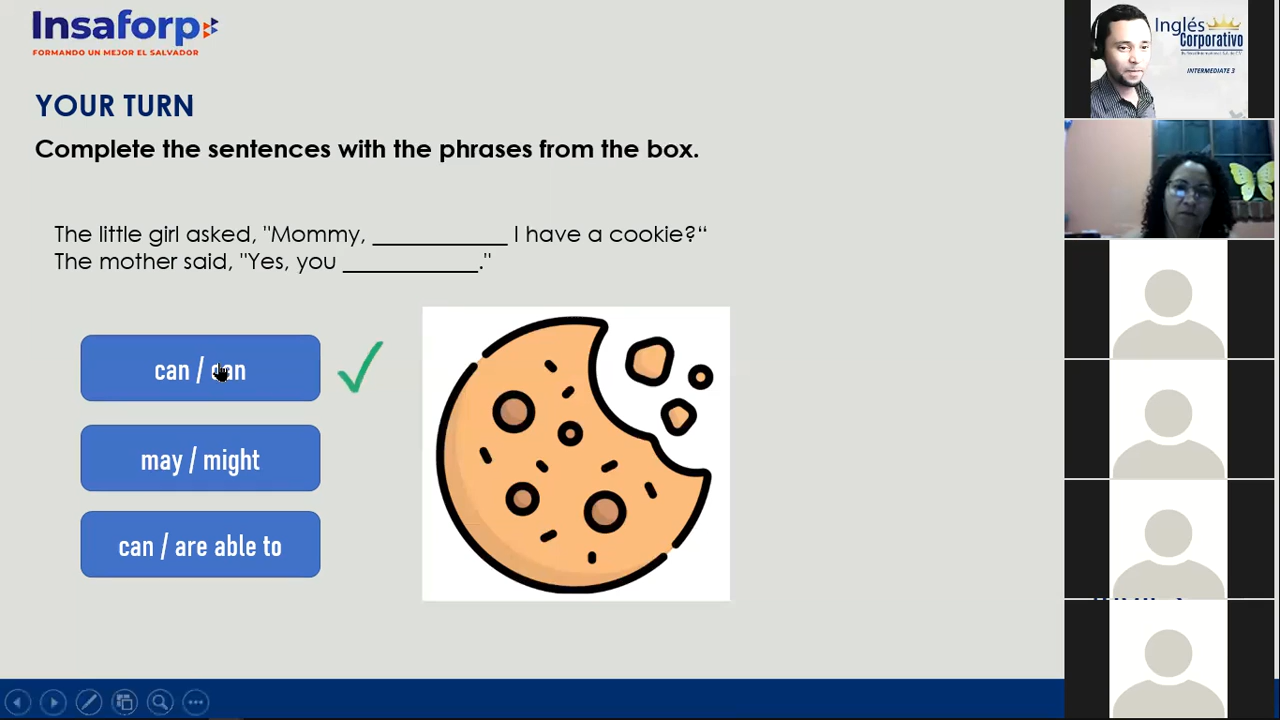 Insaforp
FORMANDO UN MEJOR EL SALVADOR
YOUR TURN
Complete the sentences with the phrases from the box.
The little girl asked, "Mommy, ___________ I have a cookie?“
The mother said, "Yes, you ___________."
can / can
may / might
can / are able to
Inglés
Corporativo
INTERMEDIATE 3